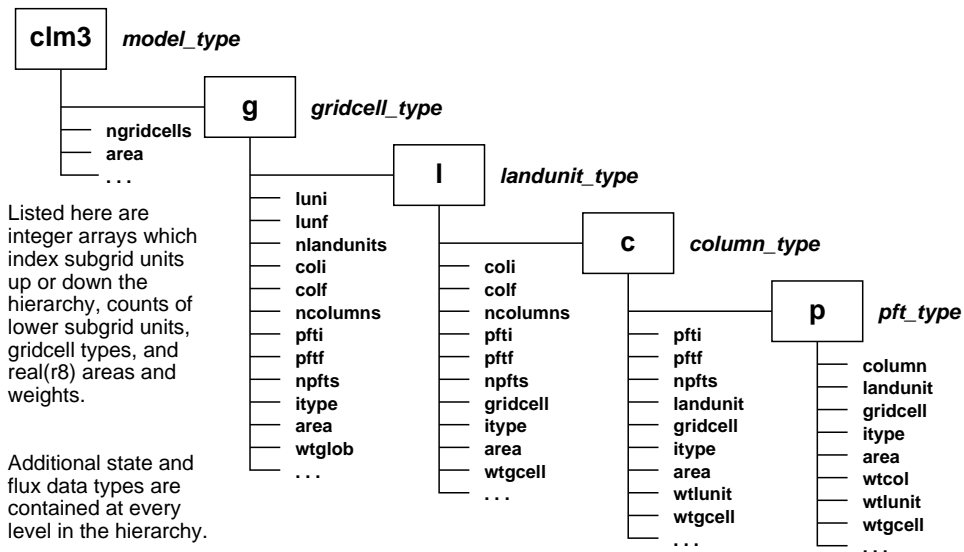 clm3 model_type
g gridcell_type
ngridcells
area
. . .
l landunit_type
Listed here are
integer arrays which
index subgrid units
up or down the
hierarchy, counts of
lower subgrid units,
gridcell types, and
real(r8) areas and
weights.
Additional state and
flux data types are
contained at every
level in the hierarchy.
luni
lunf
nlandunits
coli
colf
ncolumns
pfti
pftf
npfts
itype
area
wtglob
. . .
c column_type
coli
colf
ncolumns
pfti
pftf
npfts
gridcell
itype
area
wtgcell
. . .
p pft_type
pfti
pftf
npfts
landunit
gridcell
itype
area
wtlunit
wtgcell
. . .
column
landunit
gridcell
itype
area
wtcol
wtlunit
wtgcell
. . .